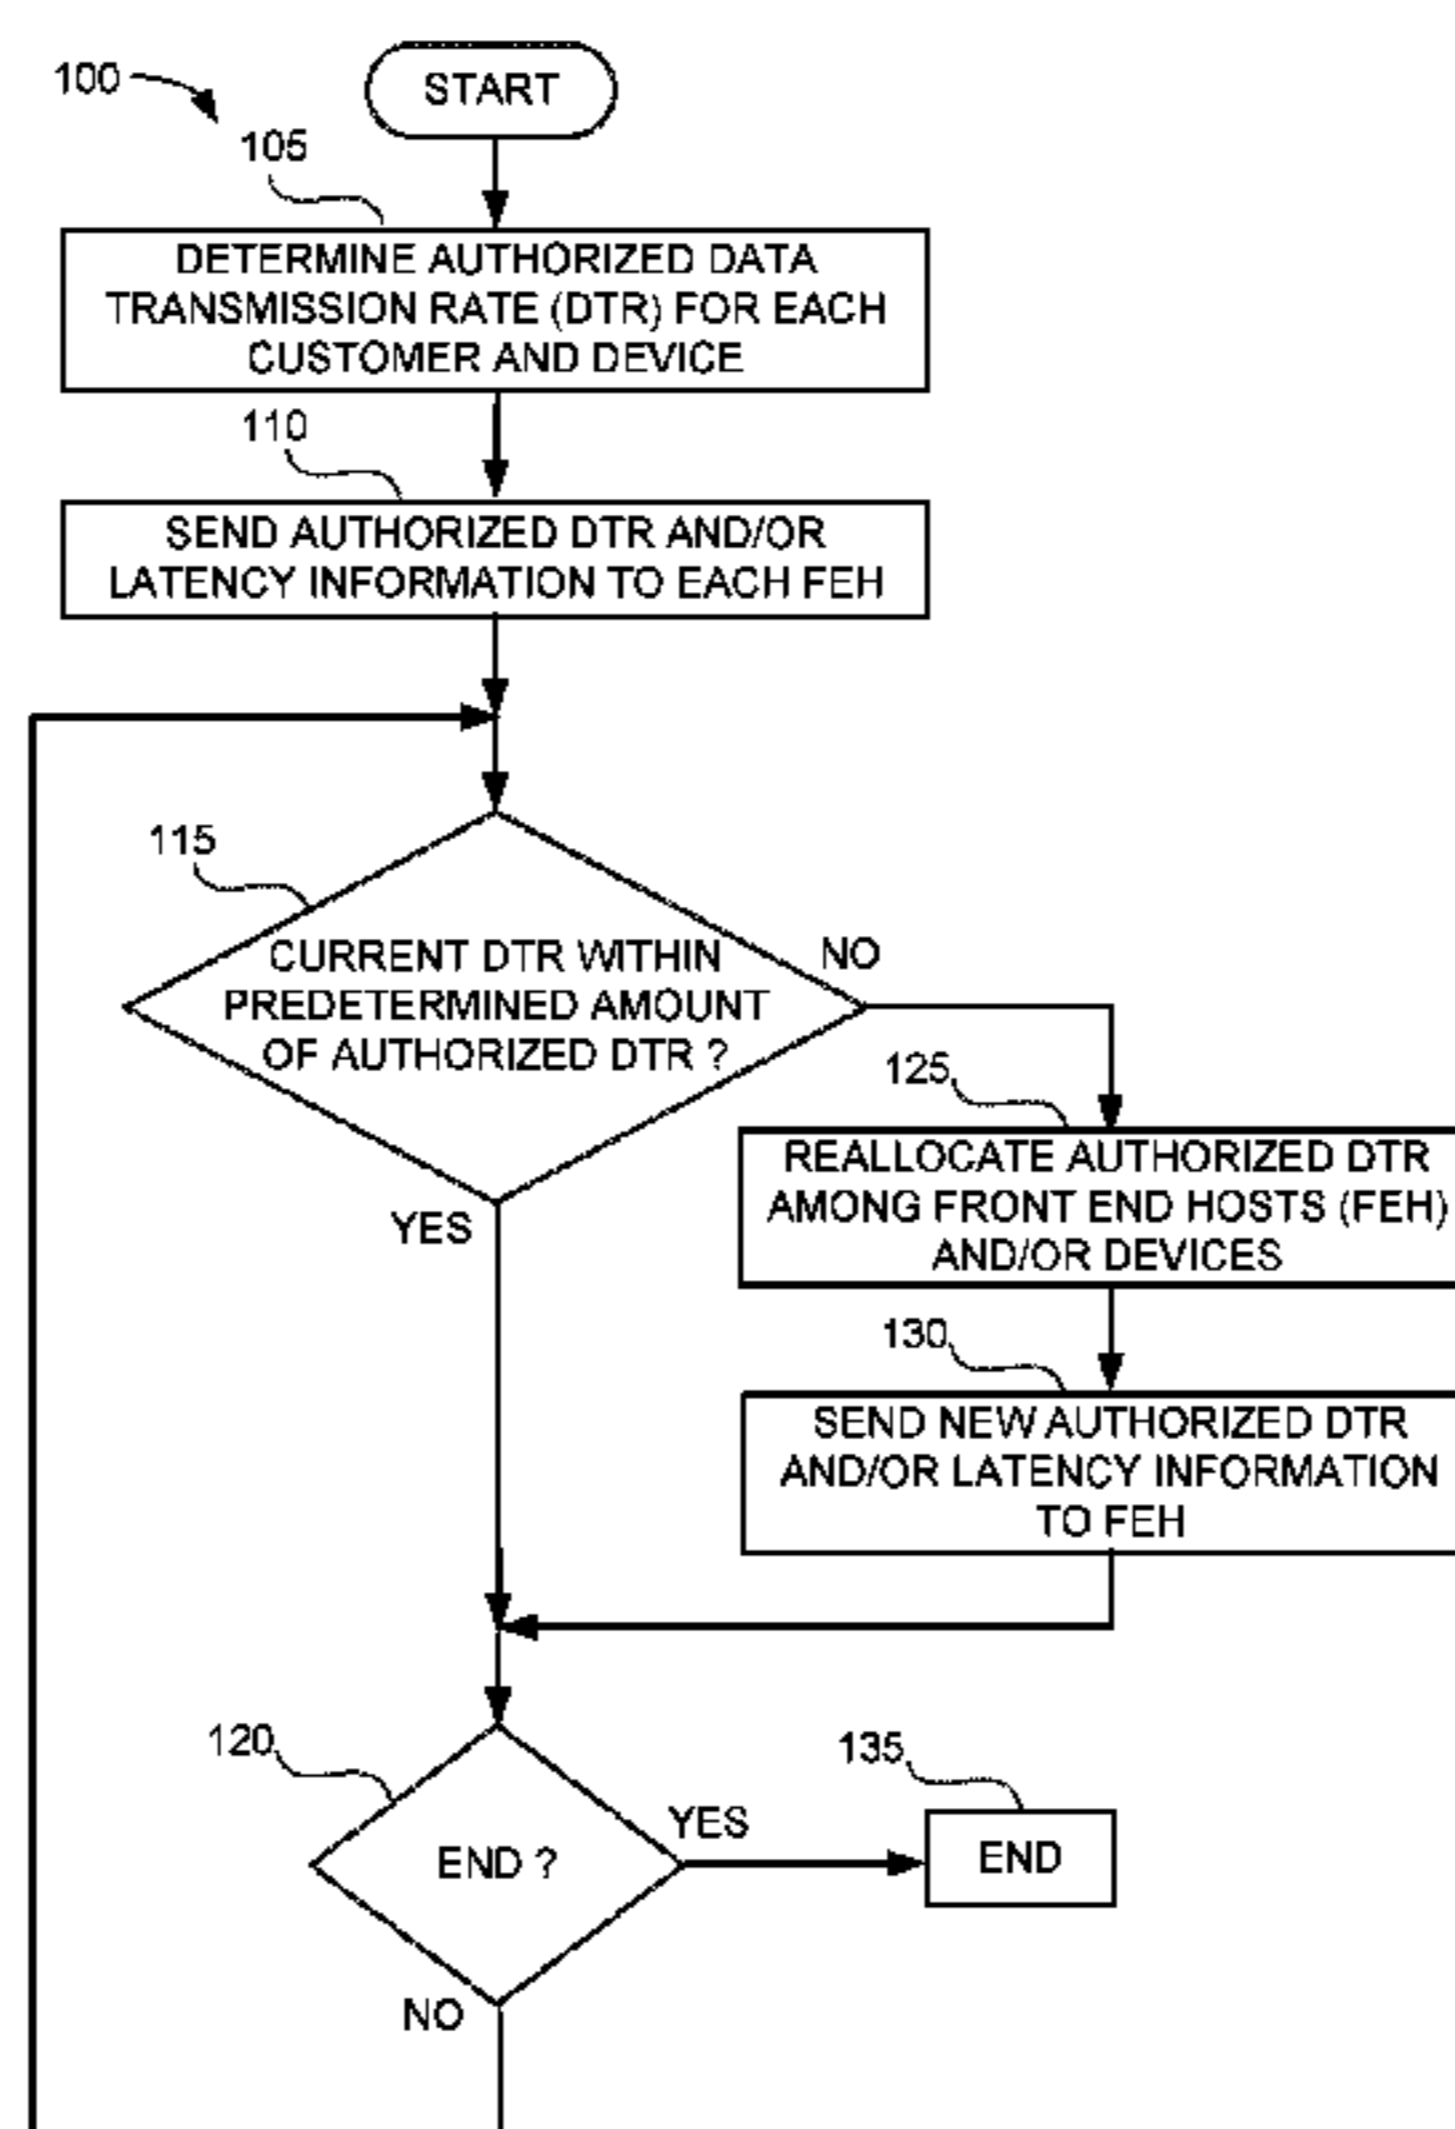 100
START
105
DETERMINE AUTHORIZED DATA
TRANSMISSION RATE (DTR) FOR EACH
CUSTOMER AND DEVICE
110
SEND AUTHORIZED DTR AND/OR
LATENCY INFORMATION TO EACH FEH
115
CURRENT DTR WITHIN
PREDETERMINED AMOUNT
OF AUTHORIZED DTR ?
NO
YES
125
REALLOCATE AUTHORIZED DTR
AMONG FRONT END HOSTS (FEH)
AND/OR DEVICES
130
SEND NEW AUTHORIZED DTR
AND/OR LATENCY INFORMATION
TO FEH
120
END ?
YES
135
END
NO